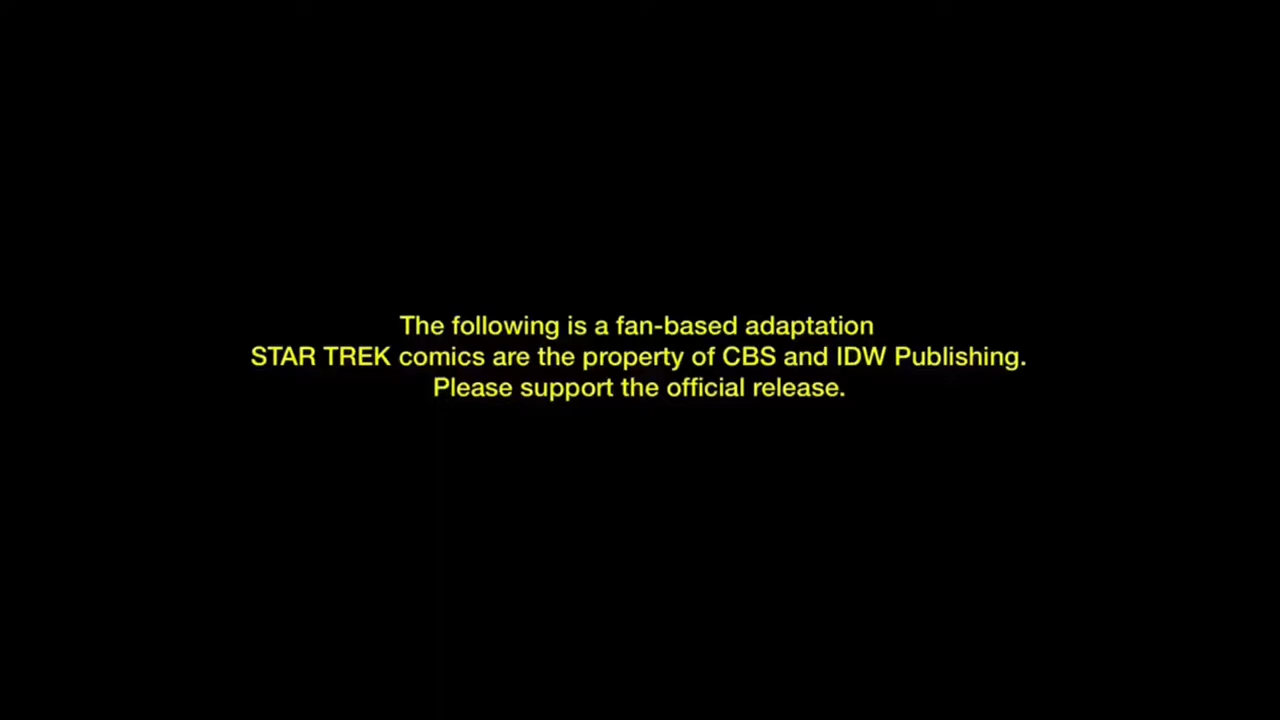 The following is a fan-based adaptation
STAR TREK comics are the property of CBS and IDW Publishing.
Please support the official release.